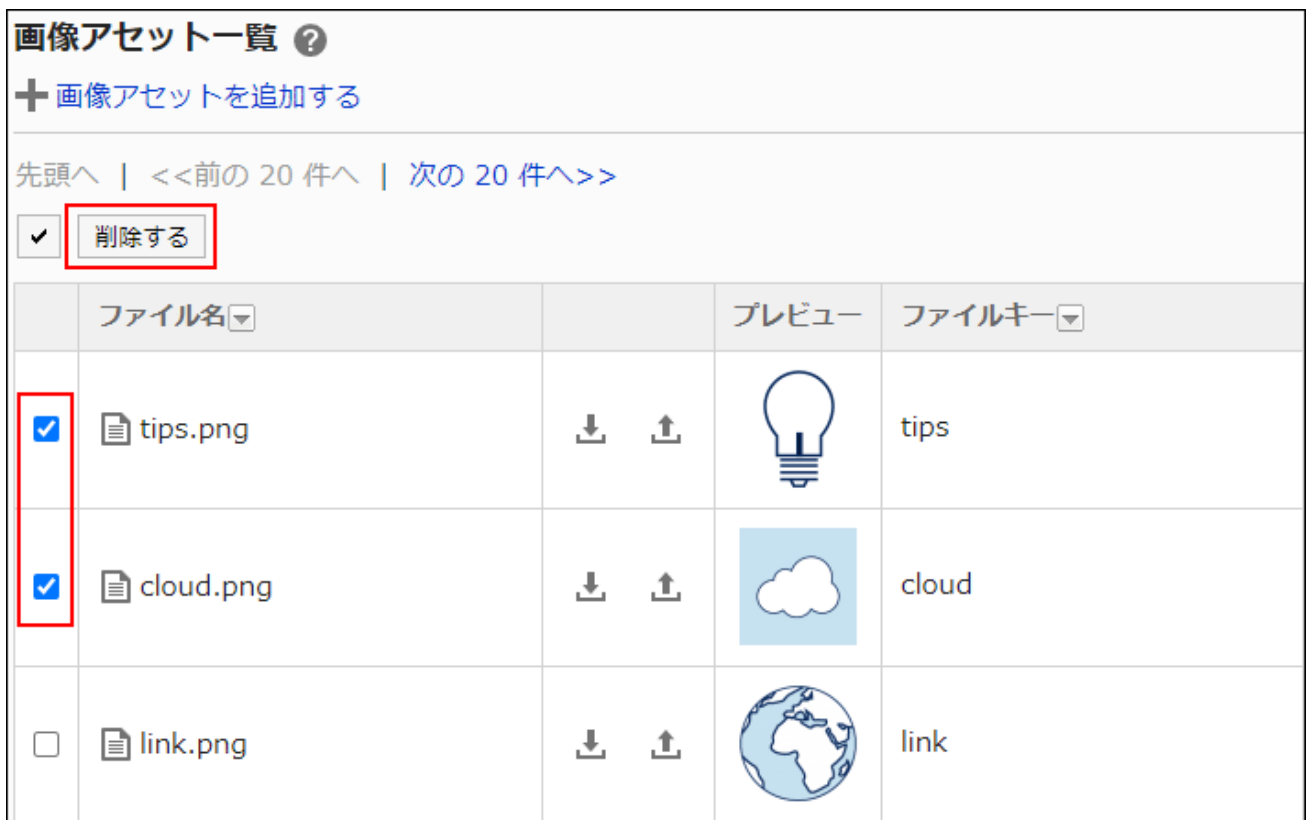 画像アセット一覧 ?
画像アセットを追加する
先頭へ | <<前の 20 件へ | 次の 20 件へ>>
削除する
ファイル名 プレビュー ファイルキー
tips.png tips
cloud.png cloud
link.png link